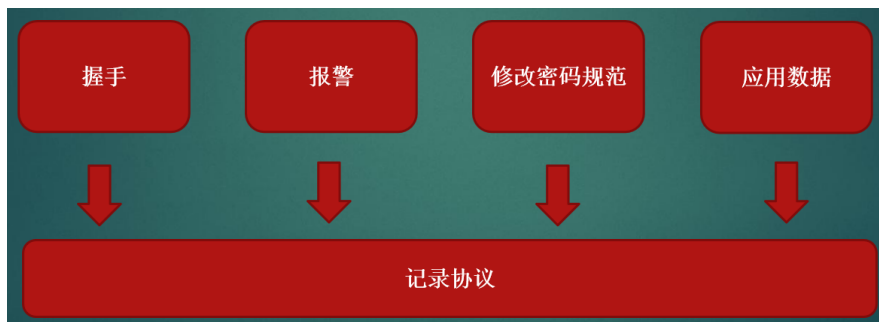 握手
报警
修改密码规范
应用数据
记录协议